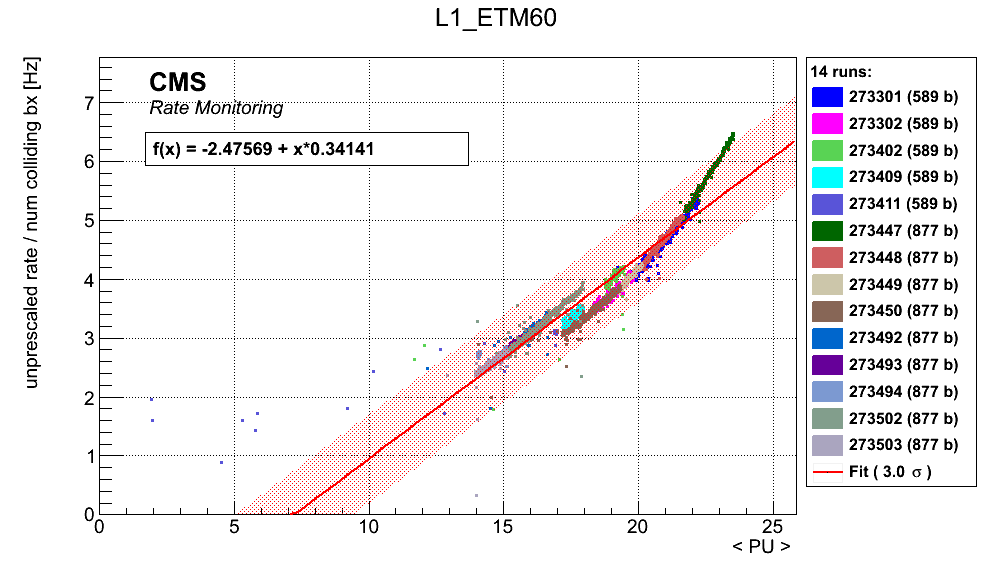 L1_ETM60
unprescaled rate / num colliding bx [Hz]
CMS
Rate Monitoring
f(x) = -2.47569 + x*0.34141
7
6
5
4
3
2
1
0
0 5 10 15 20 25
< PU >
14 runs:
273301 (589 b)
273302 (589 b)
273402 (589 b)
273409 (589 b)
273411 (589 b)
273447 (877 b)
273448 (877 b)
273449 (877 b)
273450 (877 b)
273492 (877 b)
273493 (877 b)
273494 (877 b)
273502 (877 b)
273503 (877 b)
Fit ( 3.0 σ )